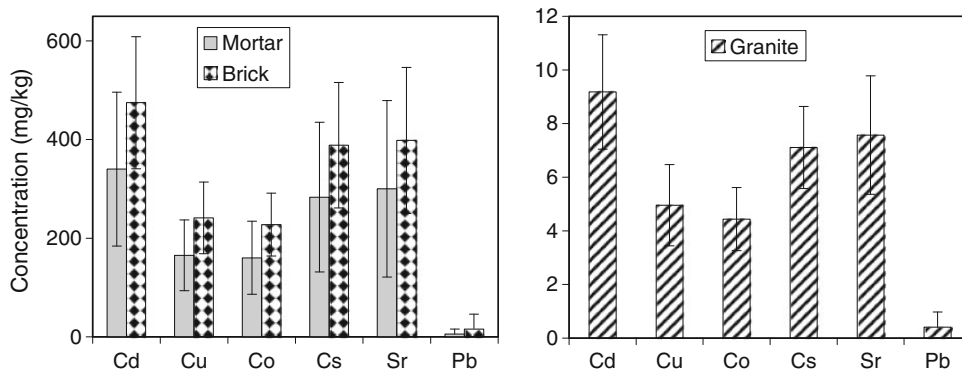 Concentration (mg/kg)
600
400
200
0
Mortar
Brick
Cd Cu Co Cs Sr Pb
12
10
8
6
4
2
0
Granite
Cd Cu Co Cs Sr Pb